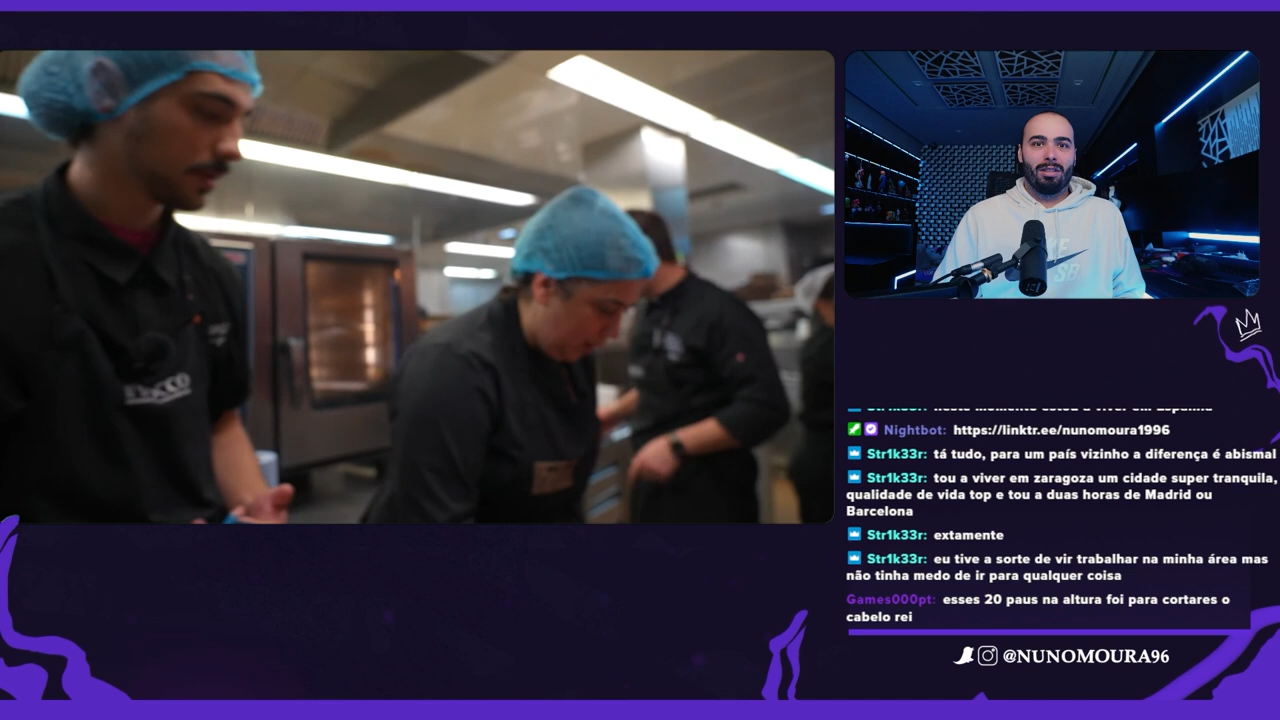 Nightbot: https://linktr.ee/nunomoura1996
Str1k33r: tá tudo, para um país vizinho a diferença é abismal
Str1k33r: tou a viver em zaragoza um cidade super tranquila,
qualidade de vida top e tou a duas horas de Madrid ou
Barcelona
Str1k33r: extamente
Str1k33r: eu tive a sorte de vir trabalhar na minha área mas
não tinha medo de ir para qualquer coisa
Games000pt: esses 20 paus na altura foi para cortares o
cabelo rei
@NUNOMOURA96